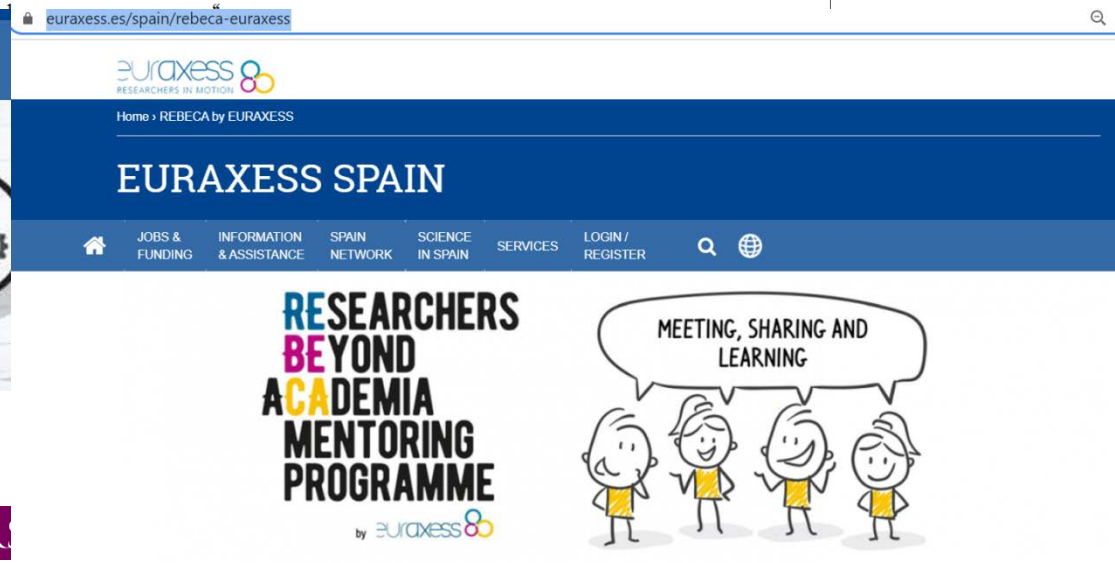 euraxess.es/spain/rebeca-euraxess
euraxess
RESEARCHERS IN MOTION
Home › REBECA by EURAXESS
EURAXESS SPAIN
JOBS & FUNDING
INFORMATION & ASSISTANCE
SPAIN NETWORK
SCIENCE IN SPAIN
SERVICES
LOGIN / REGISTER
RESEARCHERS
BEYOND
ACADEMIA
MENTORING
PROGRAMME
by euraxess
MEETING, SHARING AND
LEARNING